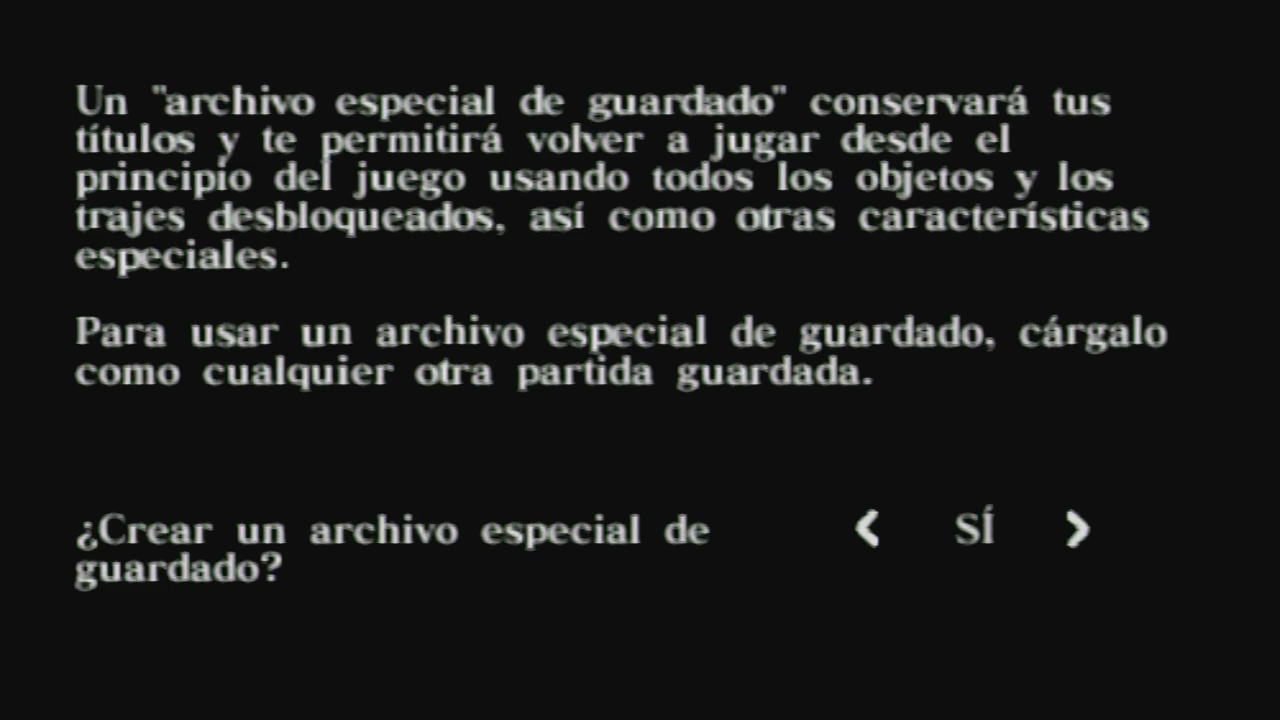 Un "archivo especial de guardado" conservará tus
títulos y te permitirá volver a jugar desde el
principio del juego usando todos los objetos y los
trajes desbloqueados, así como otras características
especiales.
Para usar un archivo especial de guardado, cárgalo
como cualquier otra partida guardada.
¿Crear un archivo especial de
guardado?
SÍ